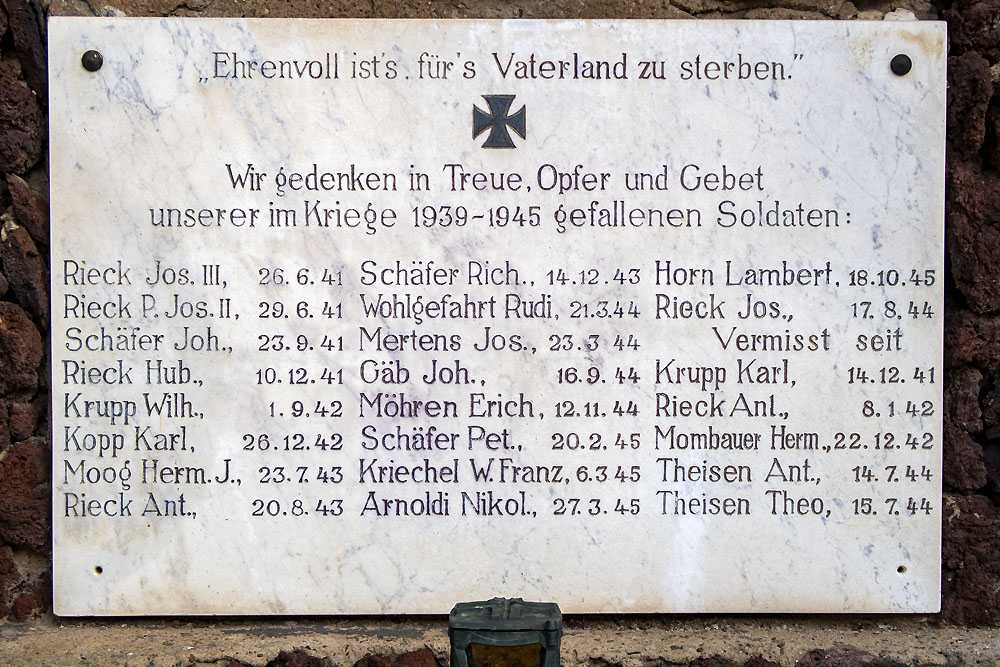 „Ehrenvoll ist's, für's Vaterland zu sterben."
Wir gedenken in Treue, Opfer und Gebet
unserer im Kriege 1939-1945 gefallenen Soldaten:
Rieck Jos. III, 26.6.41
Rieck P. Jos. II, 29.6.41
Schäfer Joh., 23.9.41
Rieck Hub., 10.12.41
Krupp Wilh., 1.9.42
Kopp Karl, 26.12.42
Moog Herm. J., 23.7.43
Rieck Ant., 20.8.43
Schäfer Rich., 14.12.43
Wohlgefahrt Rudi, 21.3.44
Mertens Jos., 23.3 44
Gäb Joh., 16.9.44
Möhren Erich, 12.11.44
Schäfer Pet., 20.2.45
Kriechel W. Franz, 6.3.45
Arnoldi Nikol., 27.3.45
Horn Lambert, 18.10.45
Rieck Jos., 17.8.44
Vermisst seit
Krupp Karl, 14.12.41
Rieck Ant., 8.1.42
Mombauer Herm., 22.12.42
Theisen Ant., 14.7.44
Theisen Theo, 15.7.44